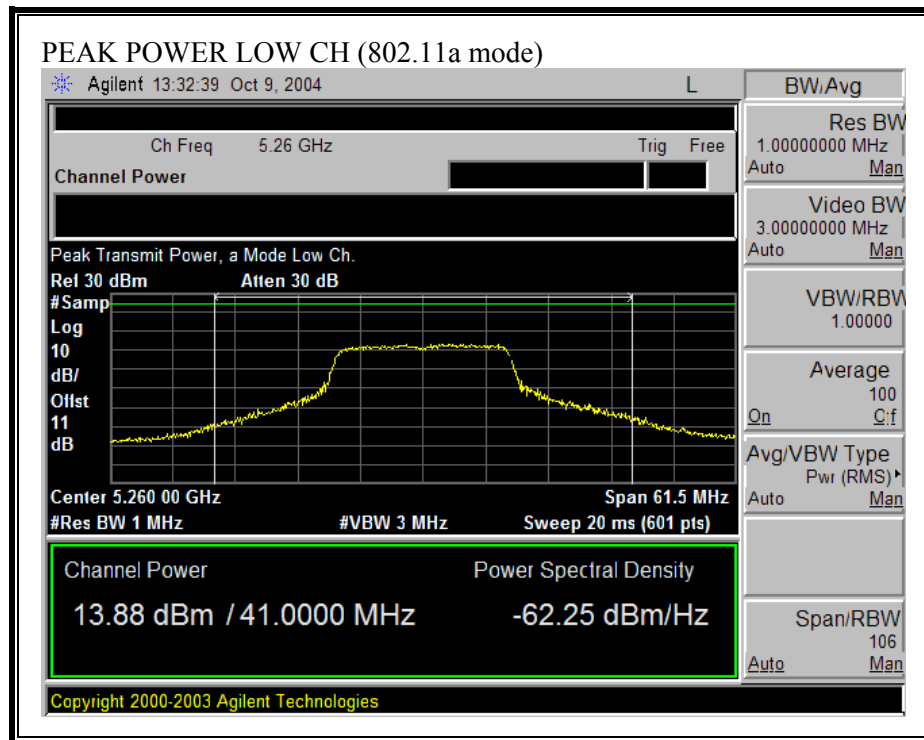 PEAK POWER LOW CH (802.11a mode)
Agilent 13:32:39 Oct 9, 2004 L
Ch Freq 5.26 GHz Trig Free
Channel Power
Peak Transmit Power, a Mode Low Ch.
Ref 30 dBm Atten 30 dB
#Samp
Log
10
dB/
Offst
11
dB
Center 5.260 00 GHz Span 61.5 MHz
#Res BW 1 MHz #VBW 3 MHz Sweep 20 ms (601 pts)
Channel Power Power Spectral Density
13.88 dBm / 41.0000 MHz -62.25 dBm/Hz
Copyright 2000-2003 Agilent Technologies
BW/Avg
Res BW
1.00000000 MHz
Auto Man
Video BW
3.00000000 MHz
Auto Man
VBW/RBW
1.00000
Average
100
On Off
Avg/VBW Type
Pwr (RMS)
Auto Man
Span/RBW
106
Auto Man